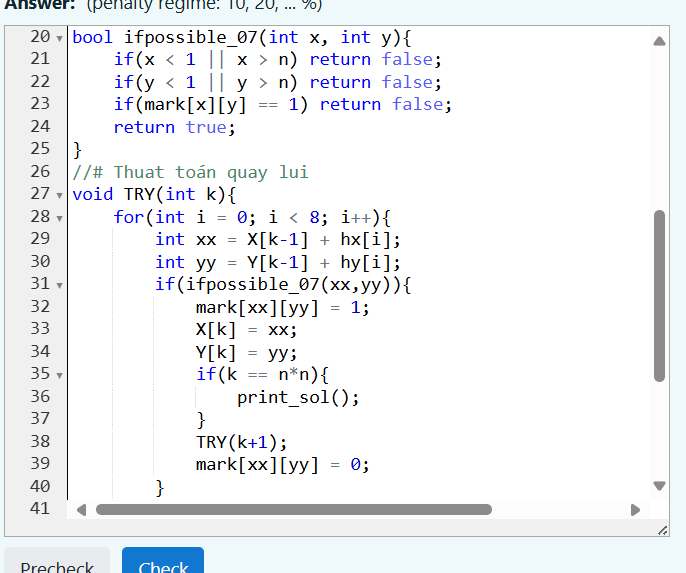 Answer: (penalty regime: 10, 20, ... %)
20 bool ifpossible_07(int x, int y){
21 if(x < 1 || x > n) return false;
22 if(y < 1 || y > n) return false;
23 if(mark[x][y] == 1) return false;
24 return true;
25 }
26 //# Thuat toán quay lui
27 void TRY(int k){
28 for(int i = 0; i < 8; i++){
29 int xx = X[k-1] + hx[i];
30 int yy = Y[k-1] + hy[i];
31 if(ifpossible_07(xx,yy)){
32 mark[xx][yy] = 1;
33 X[k] = xx;
34 Y[k] = yy;
35 if(k == n*n){
36 print_sol();
37 }
38 TRY(k+1);
39 mark[xx][yy] = 0;
40 }
41
Precheck Check